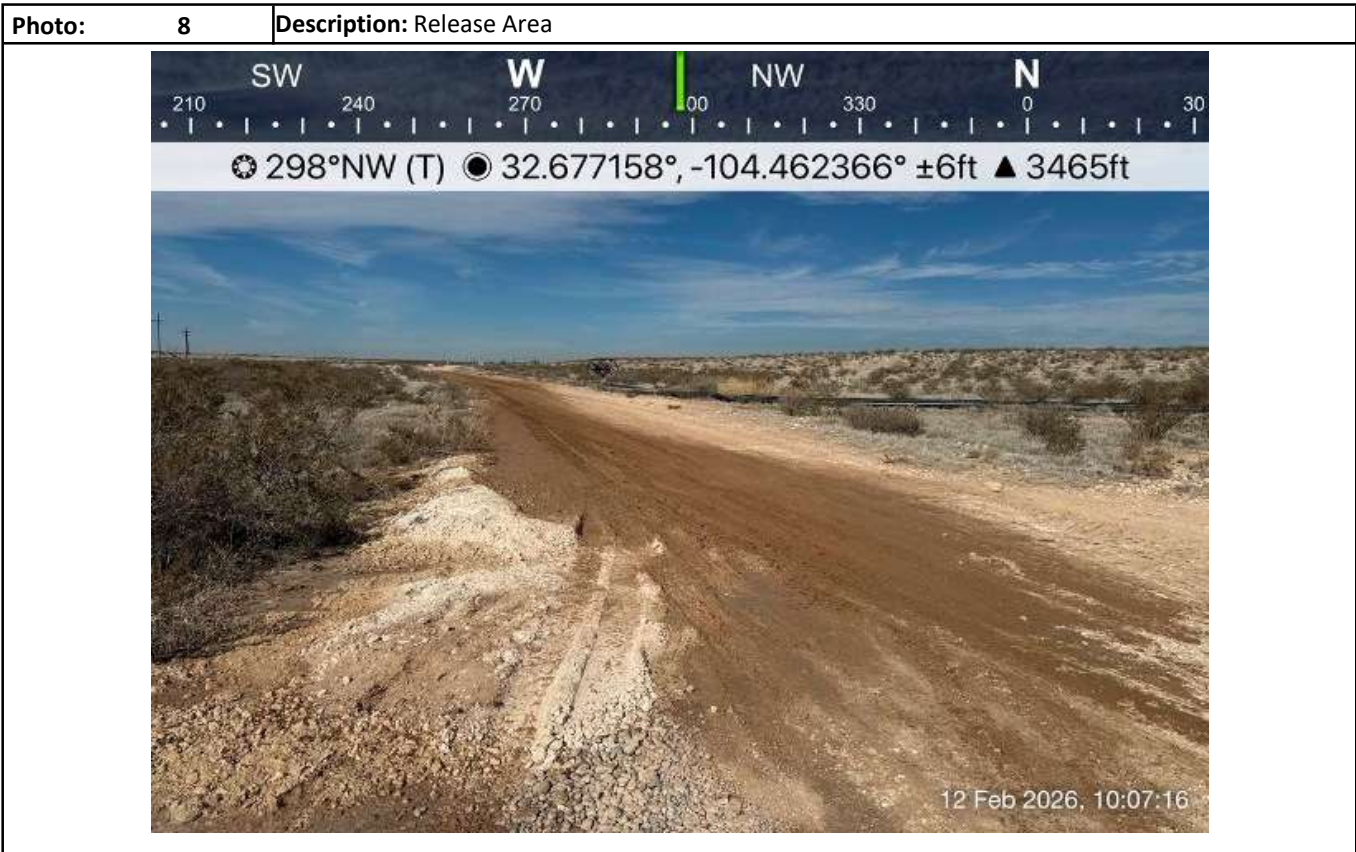 Photo: 8 Description: Release Area
SW W NW N
210 240 270 00 330 0 30
298°NW (T) 32.677158°, -104.462366° ±6ft ▲ 3465ft
12 Feb 2026, 10:07:16